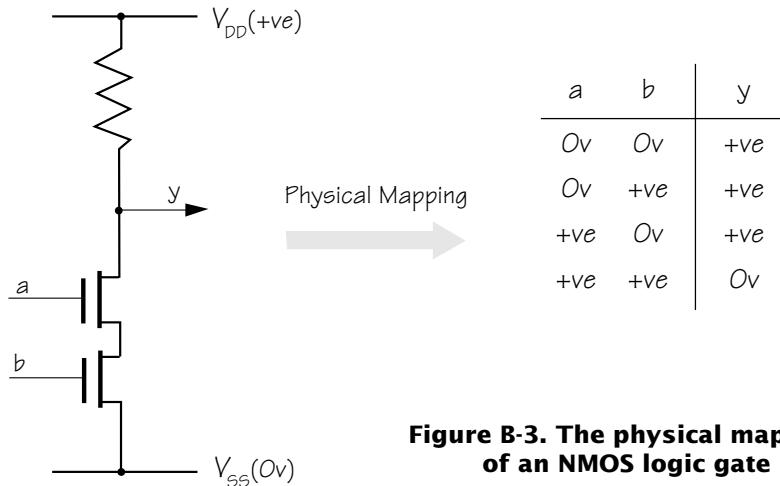 V_DD(+ve)
a b y
0v 0v +ve
y
Physical Mapping
0v +ve +ve
+ve 0v +ve
a
+ve +ve 0v
b
Figure B-3. The physical map
of an NMOS logic gate
V_SS(0v)